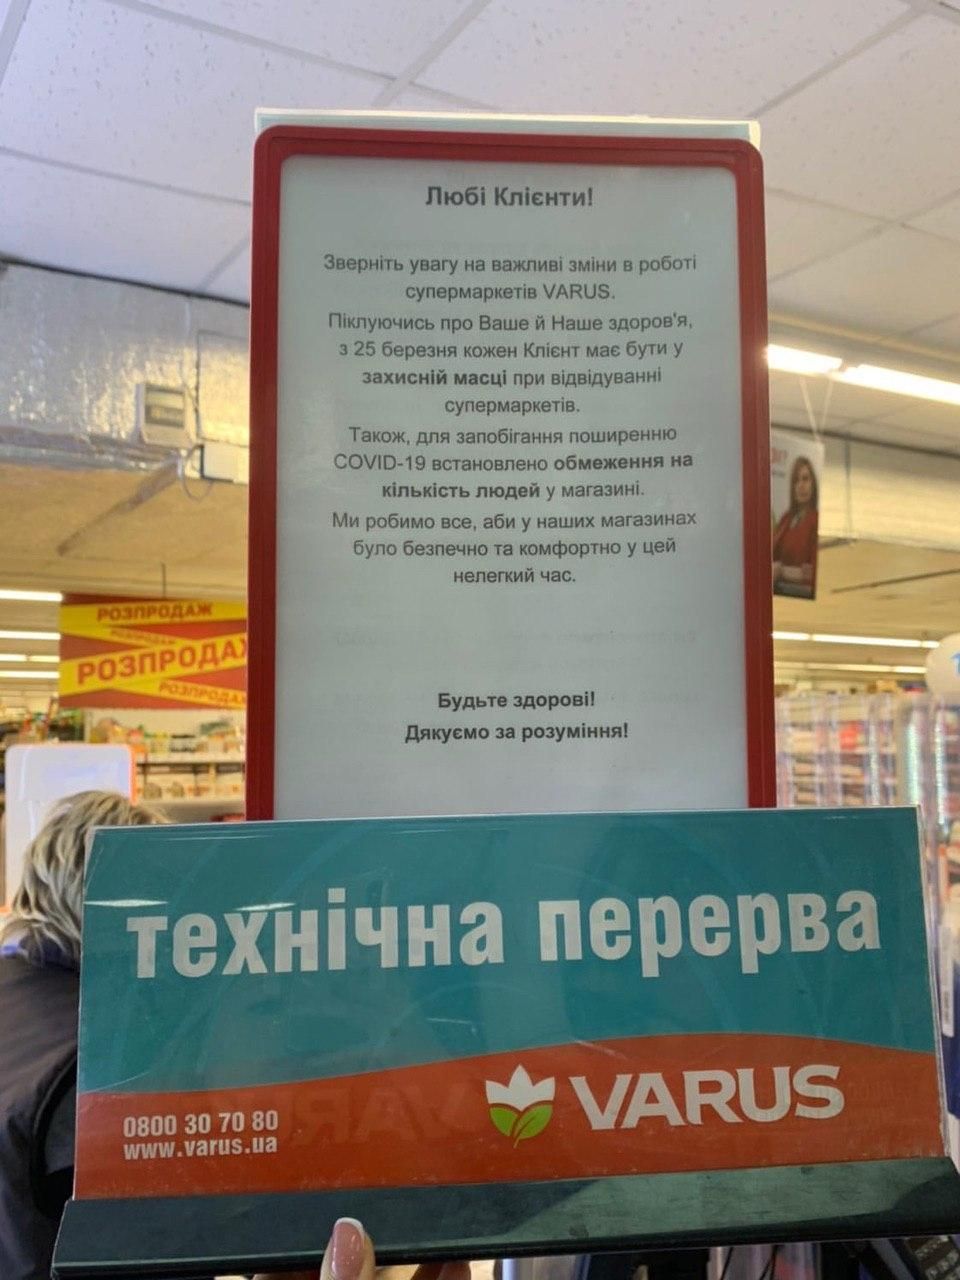 Любі Клієнти!
Зверніть увагу на важливі зміни в роботі
супермаркетів VARUS.
Піклуючись про Ваше й Наше здоров'я,
з 25 березня кожен Клієнт має бути у
захисній масці при відвідуванні
супермаркетів.
Також, для запобігання поширенню
COVID-19 встановлено обмеження на
кількість людей у магазині.
Ми робимо все, аби у наших магазинах
було безпечно та комфортно у цей
нелегкий час.
Будьте здорові!
Дякуємо за розуміння!
РОЗПРОДАЖ
РОЗПРОДАЖ
РОЗПРОДАЖ
РОЗПРОДАЖ
технічна перерва
VARUS
0800 30 70 80
www.varus.ua